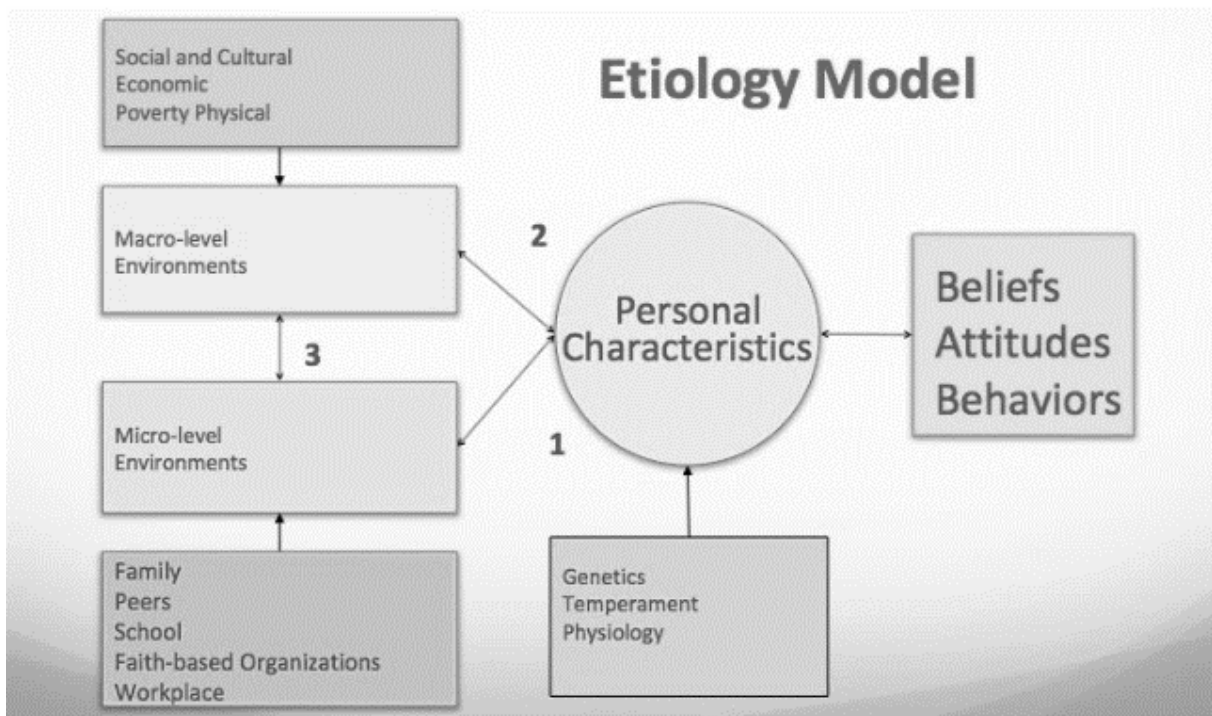 Etiology Model
Social and Cultural
Economic
Poverty Physical
Macro-level
Environments
2
3
Micro-level
Environments
1
Personal
Characteristics
Beliefs
Attitudes
Behaviors
Family
Peers
School
Faith-based Organizations
Workplace
Genetics
Temperament
Physiology